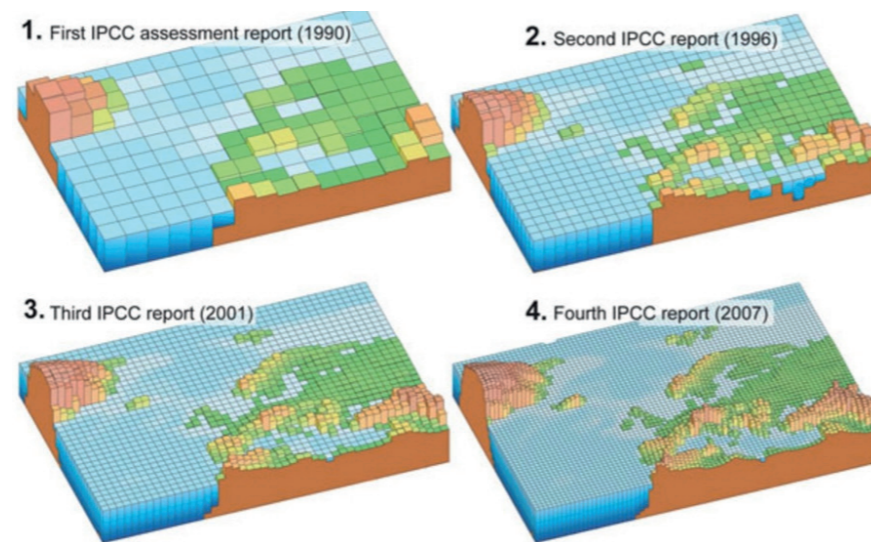 1. First IPCC assessment report (1990)
2. Second IPCC report (1996)
3. Third IPCC report (2001)
4. Fourth IPCC report (2007)